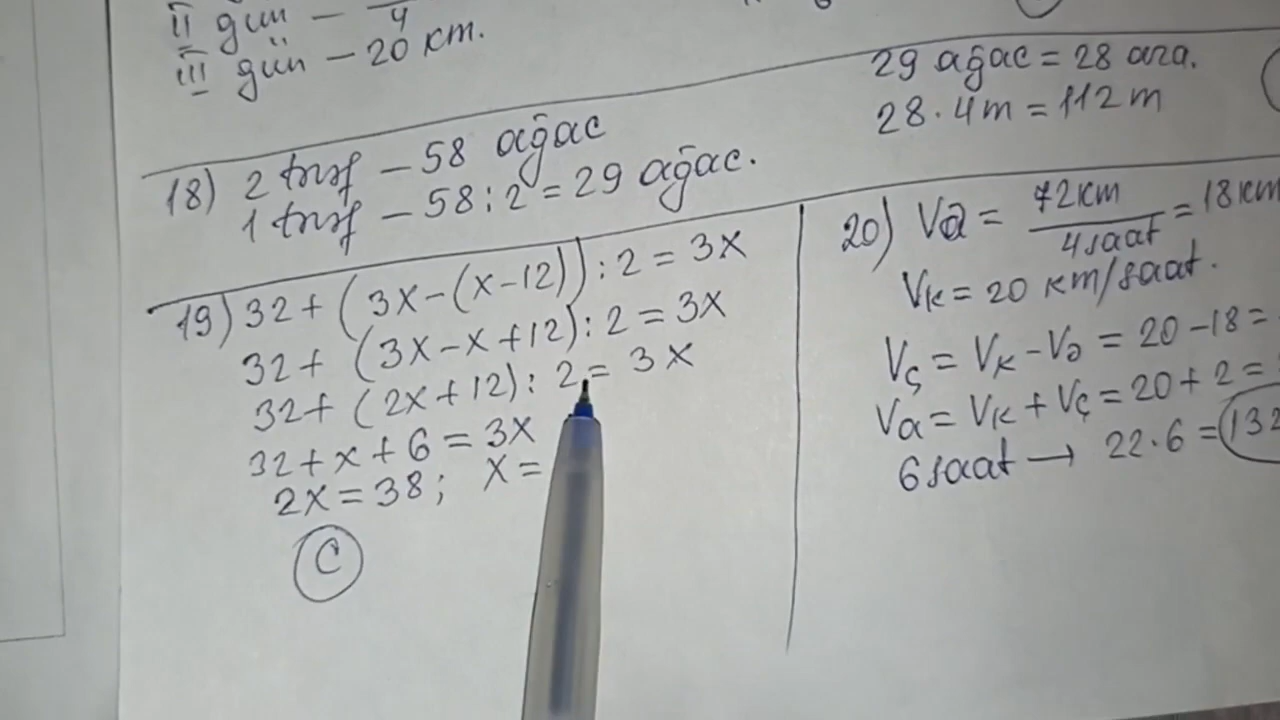 II gün – 4
III gün – 20 km.
29 ağac = 28 ara.
28 · 4m = 112 m
18) 2 tərəf – 58 ağac
1 tərəf – 58 : 2 = 29 ağac.
19) 32 + (3x – (x – 12)) : 2 = 3x
32 + (3x – x + 12) : 2 = 3x
32 + (2x + 12) : 2 = 3x
32 + x + 6 = 3x
2x = 38 ; x =
C
20) Və = 72 km / 4 saat = 18 km
Vk = 20 km/saat.
Vç = Vk – Və = 20 – 18 =
Va = Vk + Vç = 20 + 2 =
6 saat → 22 · 6 = 132